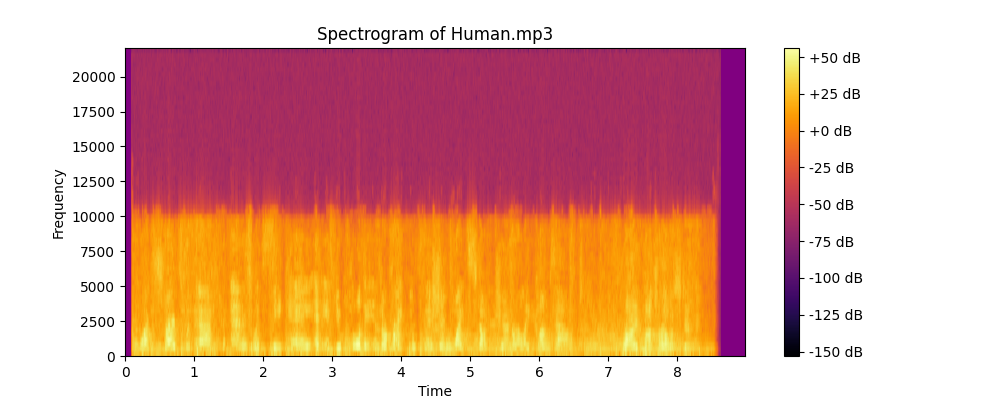 Spectrogram of Human.mp3
20000
17500
15000
12500
10000
7500
5000
2500
0
Frequency
0 1 2 3 4 5 6 7 8
Time
+50 dB
+25 dB
+0 dB
-25 dB
-50 dB
-75 dB
-100 dB
-125 dB
-150 dB